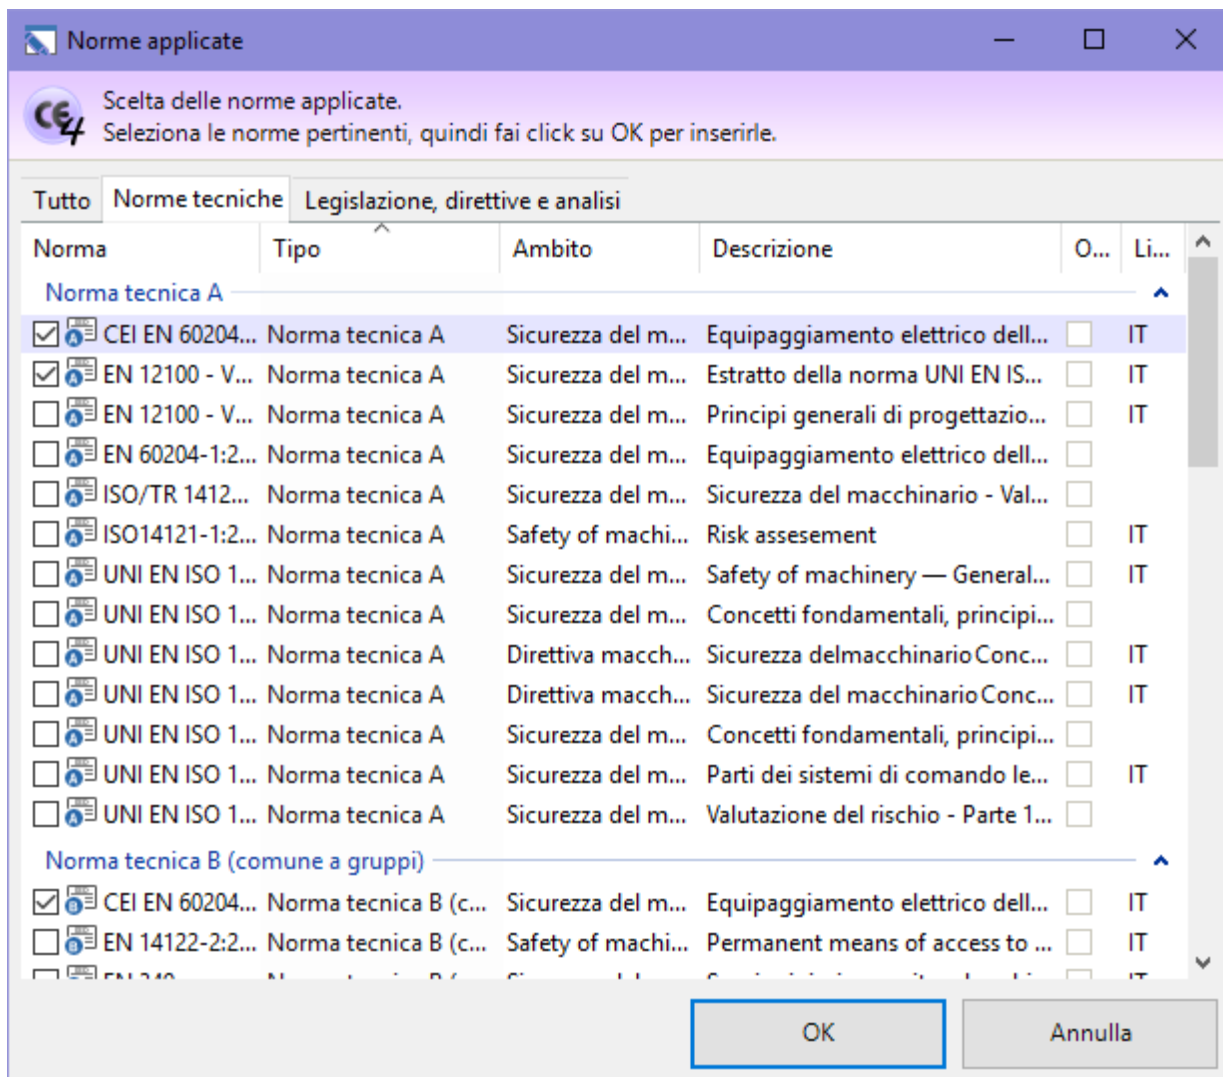 Norme applicate
CE4
Scelta delle norme applicate.
Seleziona le norme pertinenti, quindi fai click su OK per inserirle.
Tutto Norme tecniche Legislazione, direttive e analisi
Norma Tipo Ambito Descrizione O... Li...
Norma tecnica A
A CEI EN 60204... Norma tecnica A Sicurezza del m... Equipaggiamento elettrico dell... IT
A EN 12100 - V... Norma tecnica A Sicurezza del m... Estratto della norma UNI EN IS... IT
A EN 12100 - V... Norma tecnica A Sicurezza del m... Principi generali di progettazio... IT
A EN 60204-1:2... Norma tecnica A Sicurezza del m... Equipaggiamento elettrico dell...
A ISO/TR 1412... Norma tecnica A Sicurezza del m... Sicurezza del macchinario - Val...
A ISO14121-1:2... Norma tecnica A Safety of machi... Risk assesement IT
A UNI EN ISO 1... Norma tecnica A Sicurezza del m... Safety of machinery — General... IT
A UNI EN ISO 1... Norma tecnica A Sicurezza del m... Concetti fondamentali, principi...
A UNI EN ISO 1... Norma tecnica A Direttiva macch... Sicurezza delmacchinario Conc... IT
A UNI EN ISO 1... Norma tecnica A Direttiva macch... Sicurezza del macchinario Conc... IT
A UNI EN ISO 1... Norma tecnica A Sicurezza del m... Concetti fondamentali, principi...
A UNI EN ISO 1... Norma tecnica A Sicurezza del m... Parti dei sistemi di comando le... IT
A UNI EN ISO 1... Norma tecnica A Sicurezza del m... Valutazione del rischio - Parte 1...
Norma tecnica B (comune a gruppi)
B CEI EN 60204... Norma tecnica B (c... Sicurezza del m... Equipaggiamento elettrico dell... IT
B EN 14122-2:2... Norma tecnica B (c... Safety of machi... Permanent means of access to ... IT
OK Annulla